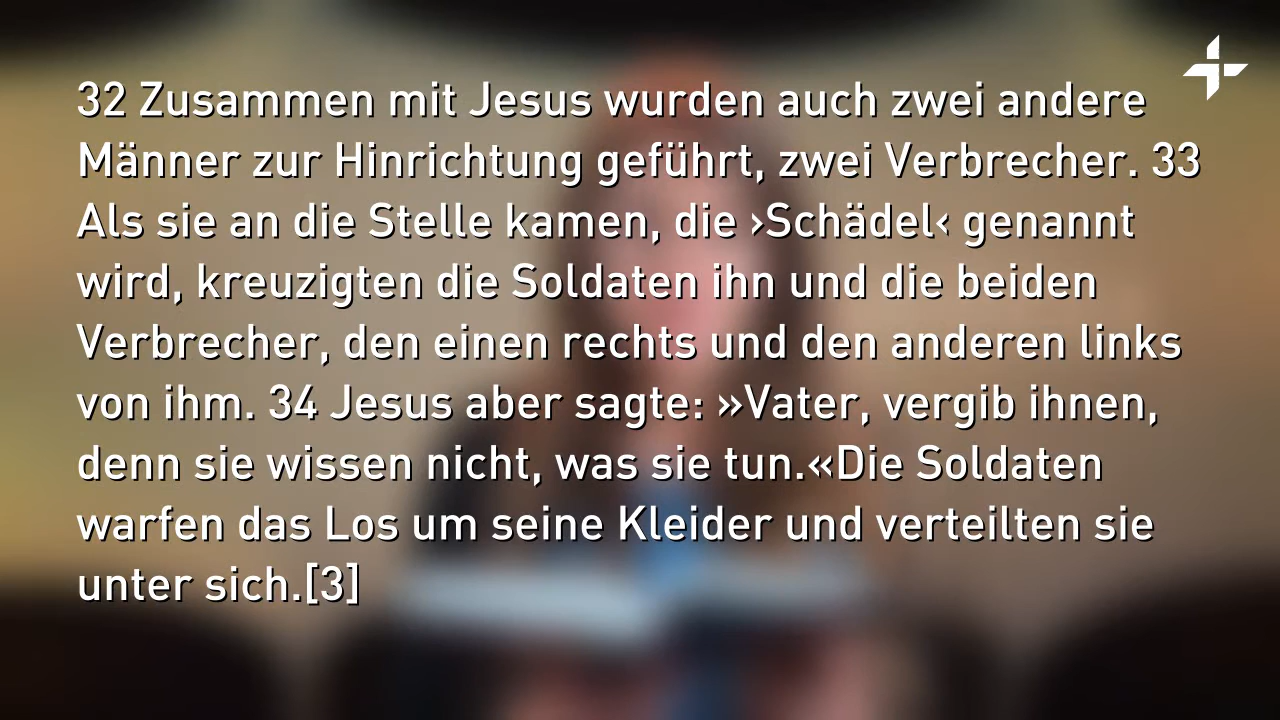 32 Zusammen mit Jesus wurden auch zwei andere
Männer zur Hinrichtung geführt, zwei Verbrecher. 33
Als sie an die Stelle kamen, die ›Schädel‹ genannt
wird, kreuzigten die Soldaten ihn und die beiden
Verbrecher, den einen rechts und den anderen links
von ihm. 34 Jesus aber sagte: »Vater, vergib ihnen,
denn sie wissen nicht, was sie tun.«Die Soldaten
warfen das Los um seine Kleider und verteilten sie
unter sich.[3]